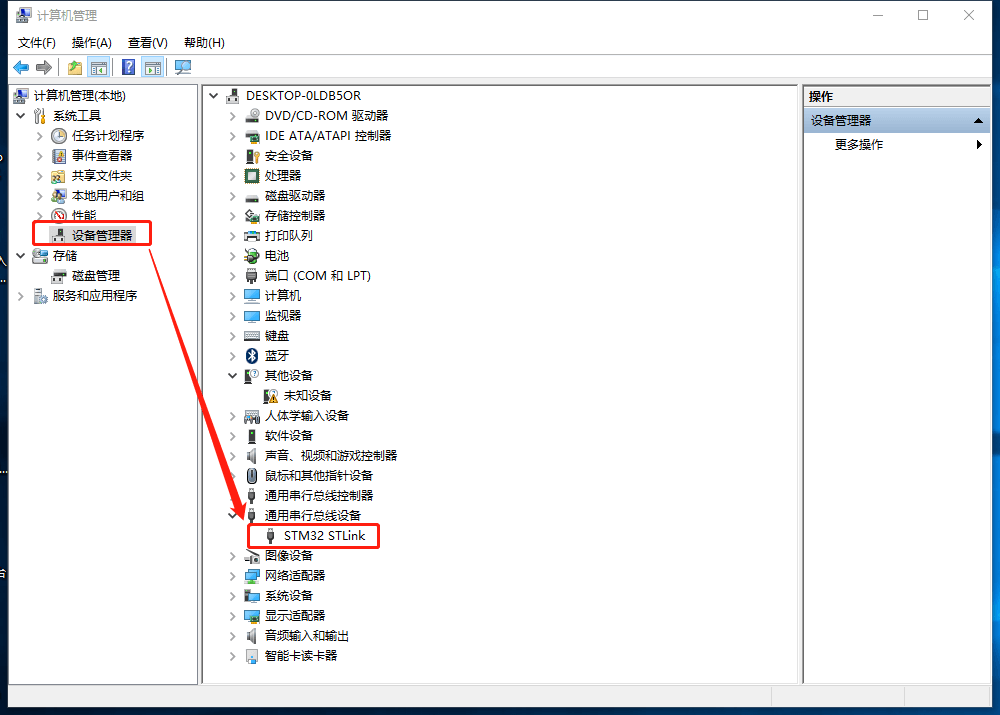 计算机管理
文件(F) 操作(A) 查看(V) 帮助(H)
计算机管理(本地)
系统工具
任务计划程序
事件查看器
共享文件夹
本地用户和组
性能
设备管理器
存储
磁盘管理
服务和应用程序
DESKTOP-0LDB5OR
DVD/CD-ROM 驱动器
IDE ATA/ATAPI 控制器
安全设备
处理器
磁盘驱动器
存储控制器
打印队列
电池
端口 (COM 和 LPT)
计算机
监视器
键盘
蓝牙
其他设备
未知设备
人体学输入设备
软件设备
声音、视频和游戏控制器
鼠标和其他指针设备
通用串行总线控制器
通用串行总线设备
STM32 STLink
图像设备
网络适配器
系统设备
显示适配器
音频输入和输出
智能卡读卡器
操作
设备管理器
更多操作